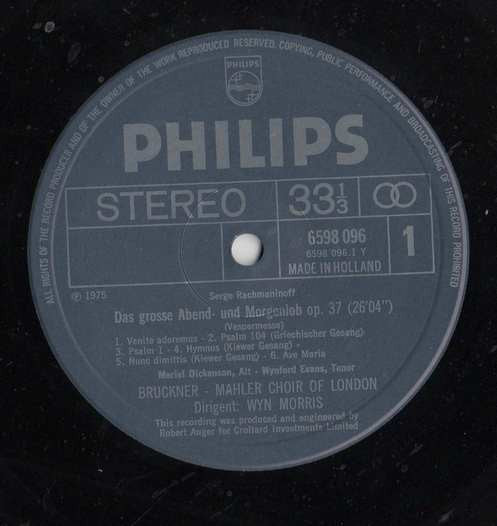 ALL RIGHTS OF THE RECORD PRODUCER AND OF THE OWNER OF THE WORK REPRODUCED RESERVED. COPYING, PUBLIC PERFORMANCE AND BROADCASTING OF THIS RECORD PROHIBITED
PHILIPS
PHILIPS
STEREO 33⅓
6598 096 1
6598 096.1 Y
MADE IN HOLLAND
℗ 1975
Serge Rachmaninoff
Das grosse Abend- und Morgenlob op. 37 (26'04")
(Vespermesse)
1. Venite adoremus - 2. Psalm 104 (Griechischer Gesang)
3. Psalm 1 - 4. Hymnus (Kiewer Gesang) -
5. Nunc dimittis (Kiewer Gesang) - 6. Ave Maria
Meriel Dickenson, Alt - Wynford Evans, Tenor
BRUCKNER - MAHLER CHOIR OF LONDON
Dirigent: WYN MORRIS
This recording was produced and engineered by
Robert Auger for Croftard Investments Limited